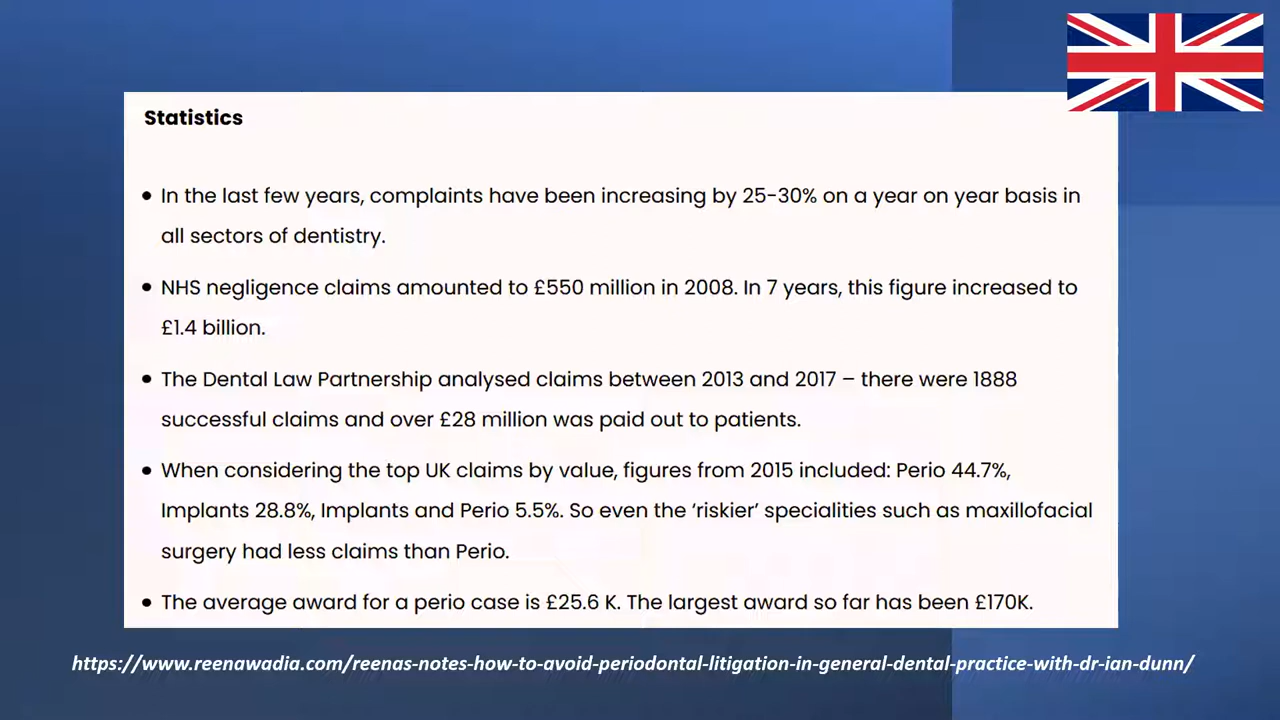 Statistics
• In the last few years, complaints have been increasing by 25-30% on a year on year basis in
all sectors of dentistry.
• NHS negligence claims amounted to £550 million in 2008. In 7 years, this figure increased to
£1.4 billion.
• The Dental Law Partnership analysed claims between 2013 and 2017 – there were 1888
successful claims and over £28 million was paid out to patients.
• When considering the top UK claims by value, figures from 2015 included: Perio 44.7%,
Implants 28.8%, Implants and Perio 5.5%. So even the ‘riskier’ specialities such as maxillofacial
surgery had less claims than Perio.
• The average award for a perio case is £25.6 K. The largest award so far has been £170K.
https://www.reenawadia.com/reenas-notes-how-to-avoid-periodontal-litigation-in-general-dental-practice-with-dr-ian-dunn/